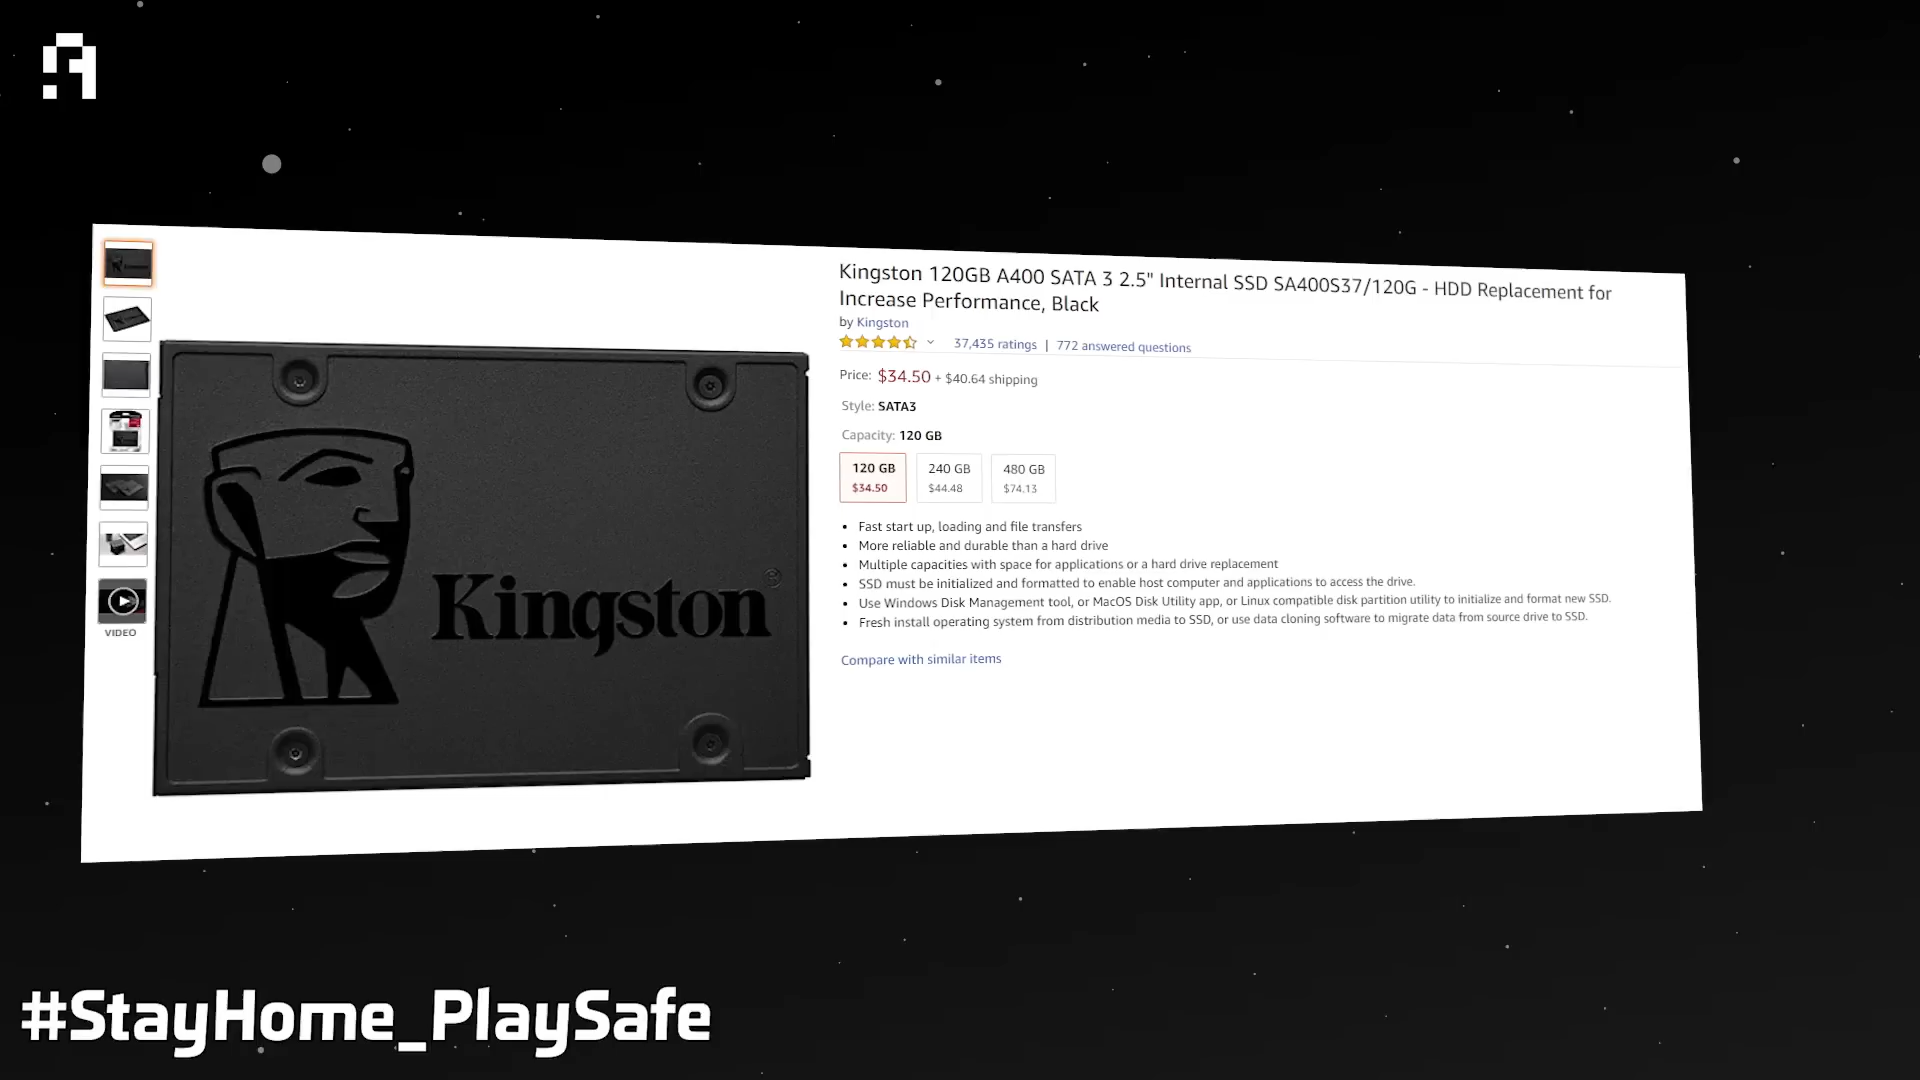 Kingston 120GB A400 SATA 3 2.5" Internal SSD SA400S37/120G - HDD Replacement for
Increase Performance, Black
by Kingston
37,435 ratings | 772 answered questions
Price: $34.50 + $40.64 shipping
Style: SATA3
Capacity: 120 GB
120 GB 240 GB 480 GB
$34.50 $44.48 $74.13
• Fast start up, loading and file transfers
• More reliable and durable than a hard drive
• Multiple capacities with space for applications or a hard drive replacement
• SSD must be initialized and formatted to enable host computer and applications to access the drive.
• Use Windows Disk Management tool, or MacOS Disk Utility app, or Linux compatible disk partition utility to initialize and format new SSD.
• Fresh install operating system from distribution media to SSD, or use data cloning software to migrate data from source drive to SSD.
Compare with similar items
Kingston
VIDEO
#StayHome_PlaySafe